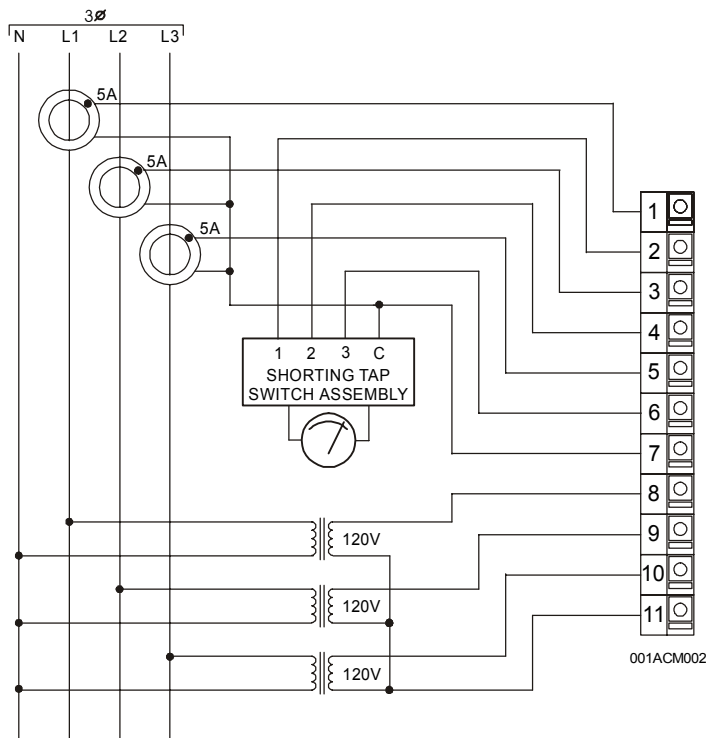 3Ø
N L1 L2 L3
5A
5A
5A
1 2 3 C
SHORTING TAP
SWITCH ASSEMBLY
120V
120V
120V
1
2
3
4
5
6
7
8
9
10
11
001ACM002